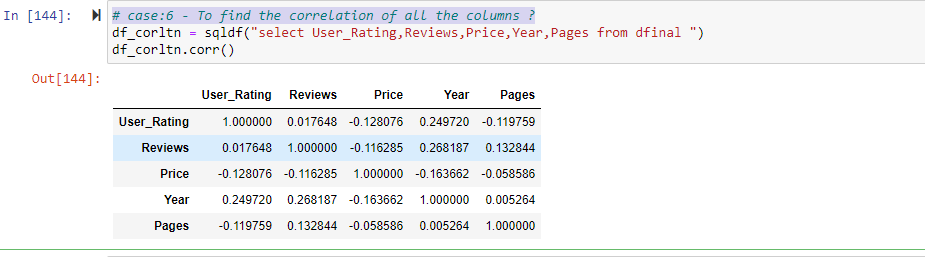 In [144]: # case:6 - To find the correlation of all the columns ?
df_corltn = sqldf("select User_Rating,Reviews,Price,Year,Pages from dfinal ")
df_corltn.corr()
Out[144]:
User_Rating Reviews Price Year Pages
User_Rating 1.000000 0.017648 -0.128076 0.249720 -0.119759
Reviews 0.017648 1.000000 -0.116285 0.268187 0.132844
Price -0.128076 -0.116285 1.000000 -0.163662 -0.058586
Year 0.249720 0.268187 -0.163662 1.000000 0.005264
Pages -0.119759 0.132844 -0.058586 0.005264 1.000000